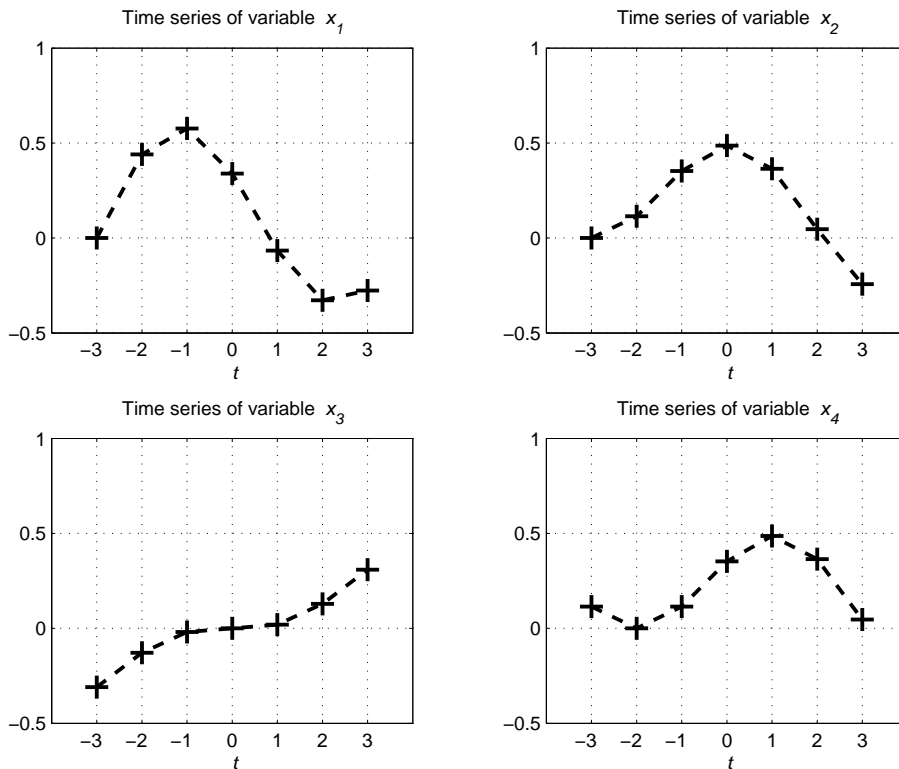 Time series of variable x1
1
0.5
0
−0.5
−3 −2 −1 0 1 2 3
t
Time series of variable x2
1
0.5
0
−0.5
−3 −2 −1 0 1 2 3
t
Time series of variable x3
1
0.5
0
−0.5
−3 −2 −1 0 1 2 3
t
Time series of variable x4
1
0.5
0
−0.5
−3 −2 −1 0 1 2 3
t